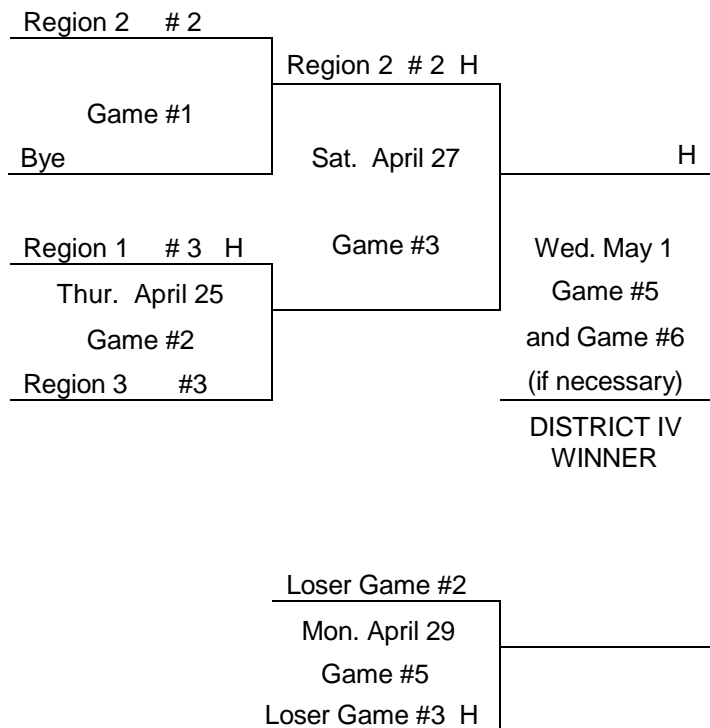 Region 2 # 2
Region 2 # 2 H
Game #1
Bye
Sat. April 27
H
Region 1 # 3 H
Game #3
Wed. May 1
Thur. April 25
Game #5
Game #2
and Game #6
Region 3 #3
(if necessary)
DISTRICT IV
WINNER
Loser Game #2
Mon. April 29
Game #5
Loser Game #3 H